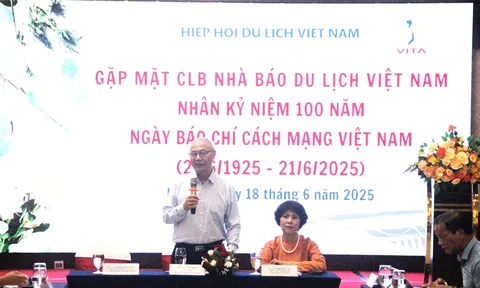 HIỆP HỘI DU LỊCH VIỆT NAM
VITA
GẶP MẶT CLB NHÀ BÁO DU LỊCH VIỆT NAM
NHÂN KỶ NIỆM 100 NĂM
NGÀY BÁO CHÍ CÁCH MẠNG VIỆT NAM
/1925 - 21/6/2025)
18 tháng 6 năm 2025